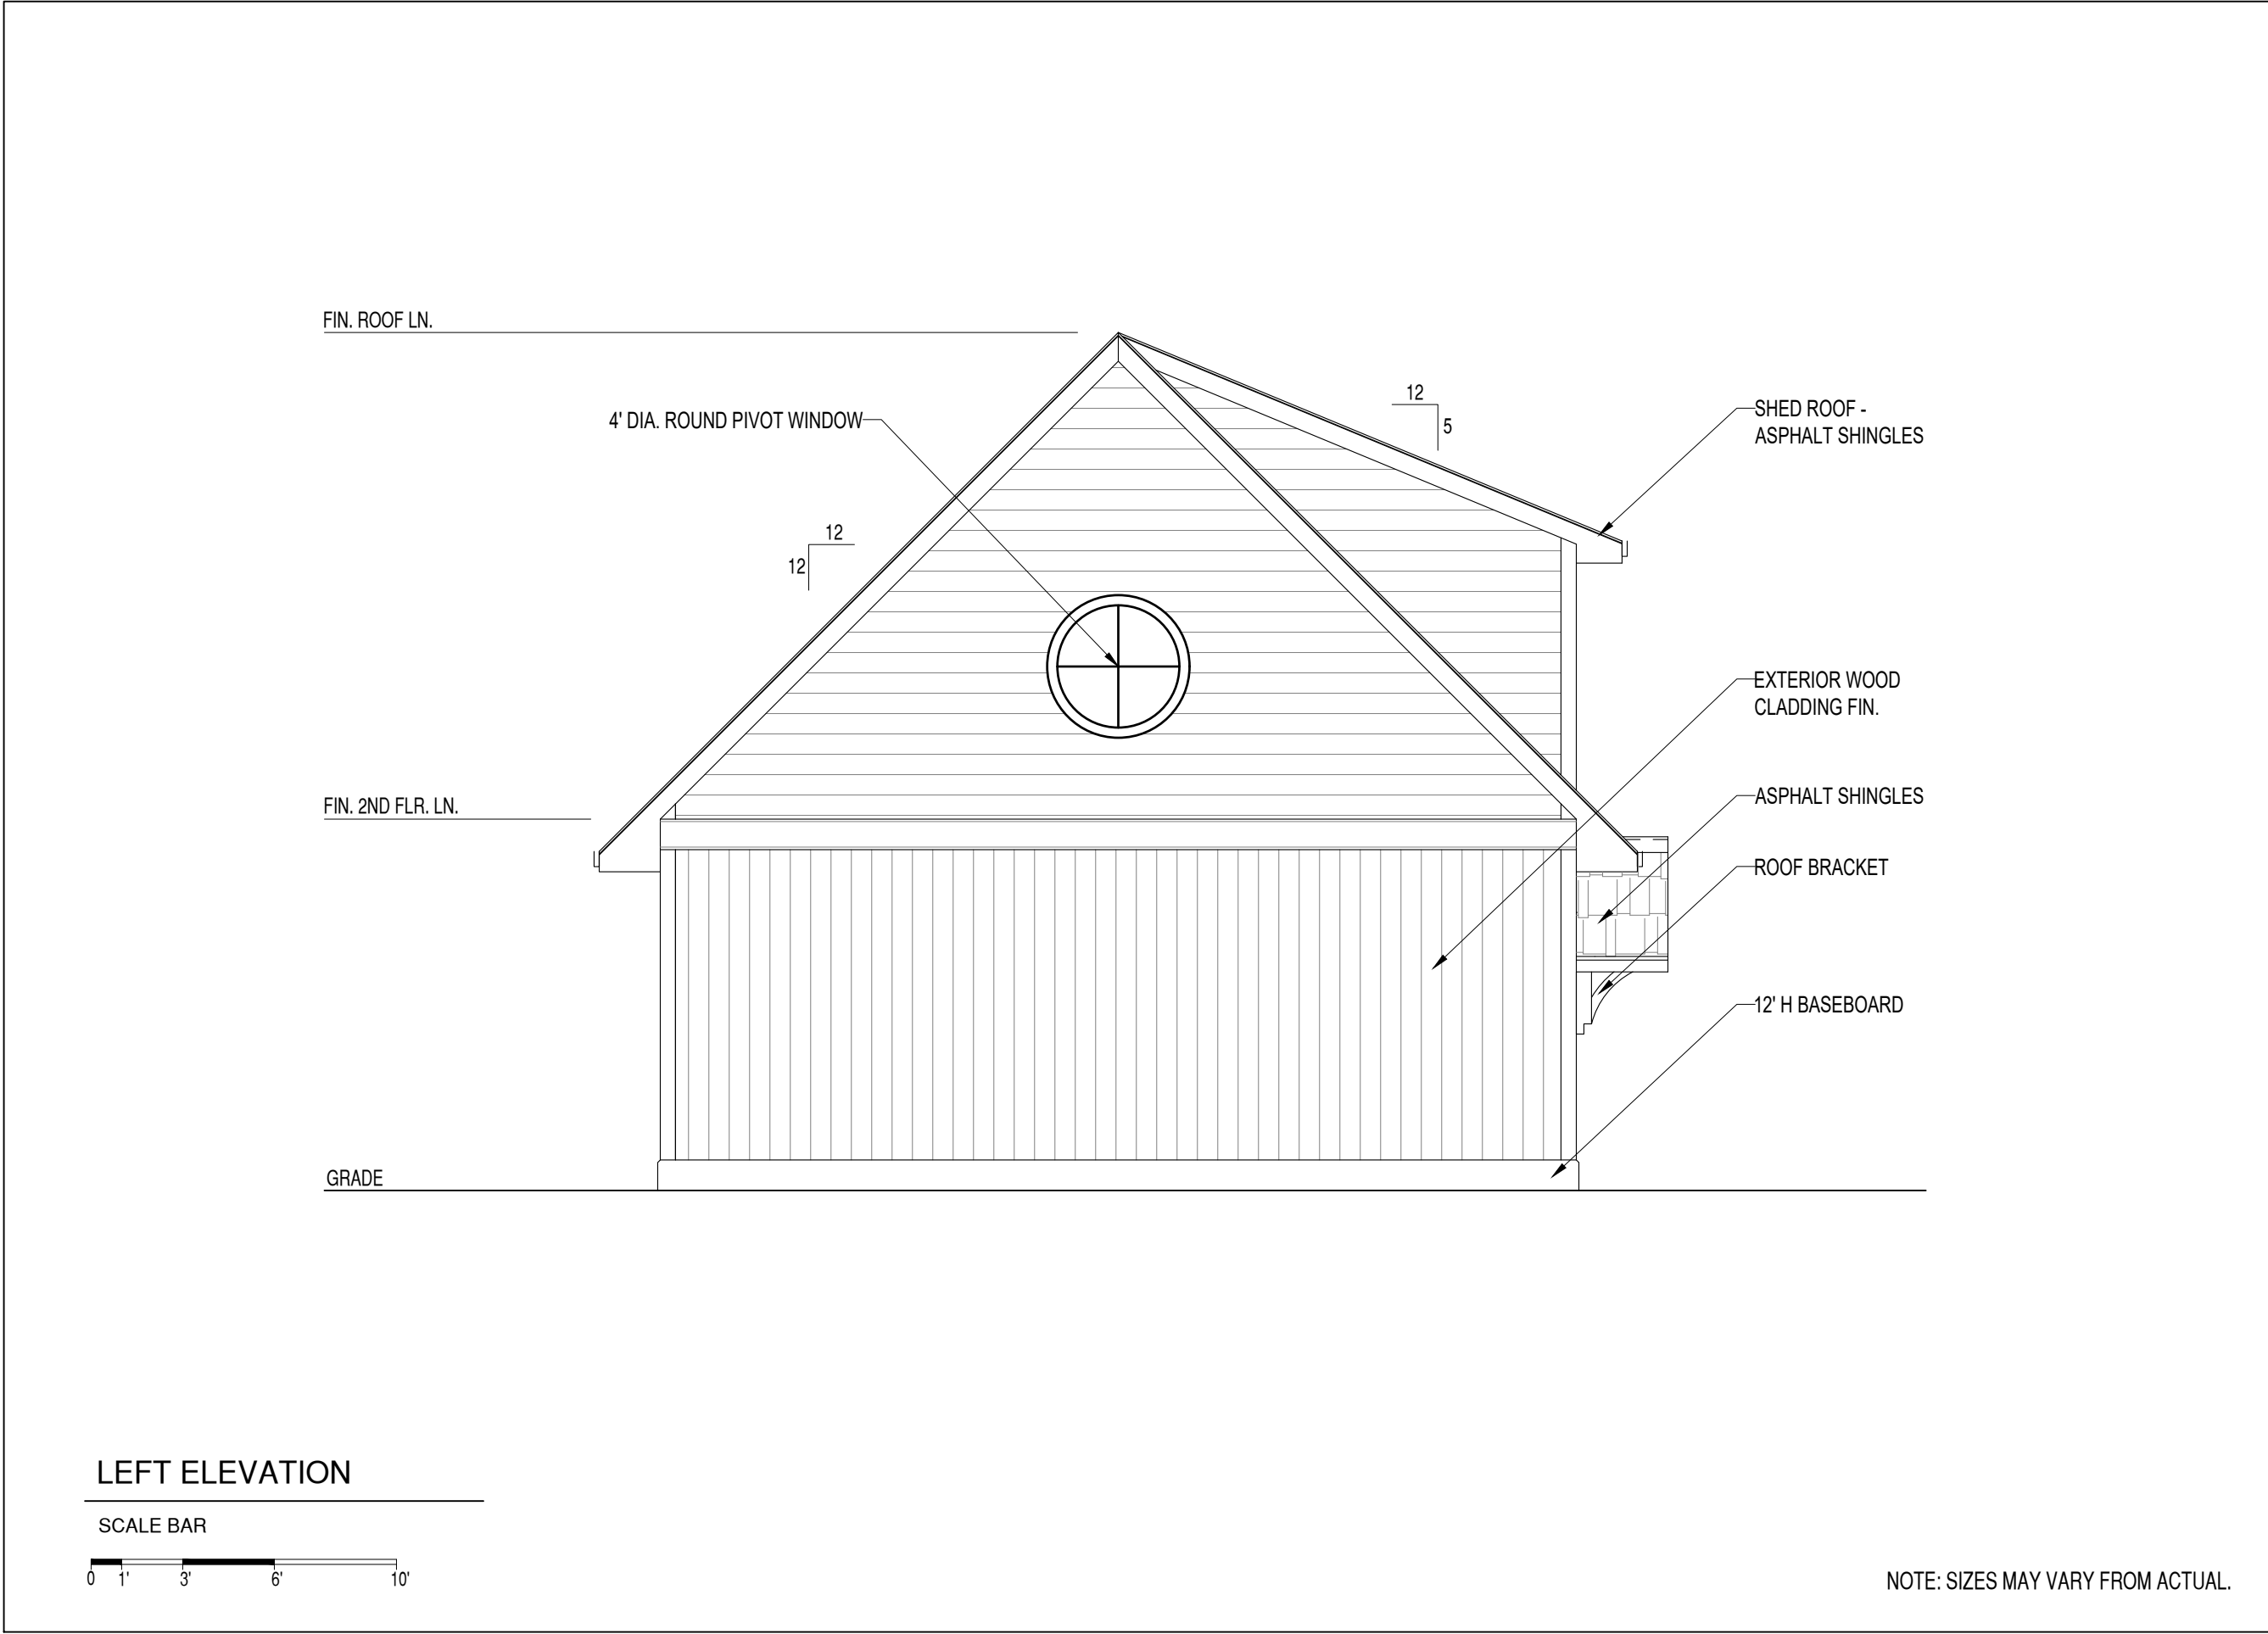 FIN. ROOF LN.
12
5
SHED ROOF -
ASPHALT SHINGLES
4' DIA. ROUND PIVOT WINDOW
12
12
EXTERIOR WOOD
CLADDING FIN.
FIN. 2ND FLR. LN.
ASPHALT SHINGLES
ROOF BRACKET
12' H BASEBOARD
GRADE
LEFT ELEVATION
SCALE BAR
0 1' 3' 6' 10'
NOTE: SIZES MAY VARY FROM ACTUAL.